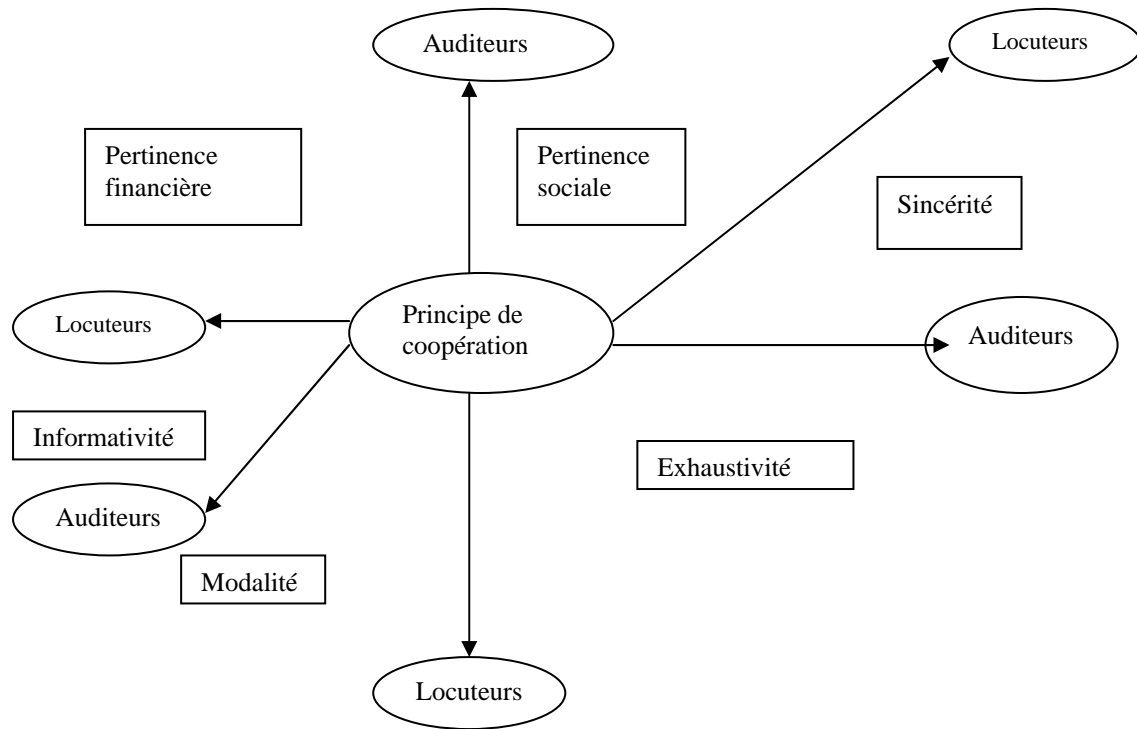 Auditeurs
Locuteurs
Pertinence
financière
Pertinence
sociale
Sincérité
Locuteurs
Principe de
coopération
Auditeurs
Informativité
Exhaustivité
Auditeurs
Modalité
Locuteurs